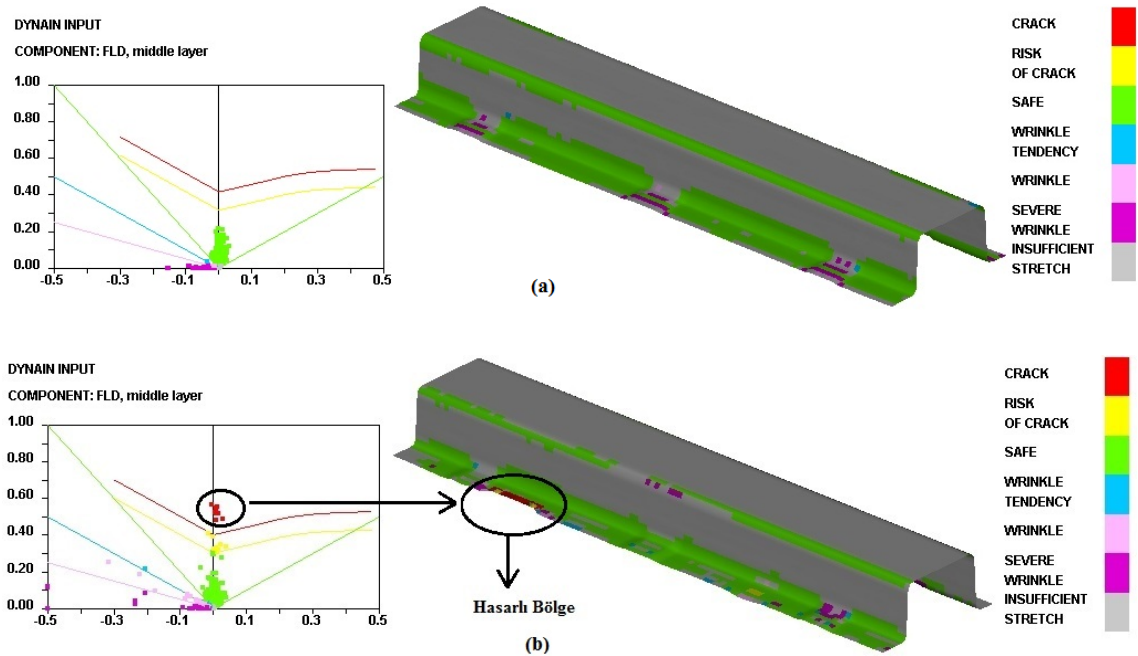 DYNAIN INPUT
COMPONENT: FLD, middle layer
1.00
0.80
0.60
0.40
0.20
0.00
-0.5 -0.3 -0.1 0.1 0.3 0.5
CRACK
RISK
OF CRACK
SAFE
WRINKLE
TENDENCY
WRINKLE
SEVERE
WRINKLE
INSUFFICIENT
STRETCH
(a)
DYNAIN INPUT
COMPONENT: FLD, middle layer
1.00
0.80
0.60
0.40
0.20
0.00
-0.5 -0.3 -0.1 0.1 0.3 0.5
Hasarlı Bölge
CRACK
RISK
OF CRACK
SAFE
WRINKLE
TENDENCY
WRINKLE
SEVERE
WRINKLE
INSUFFICIENT
STRETCH
(b)